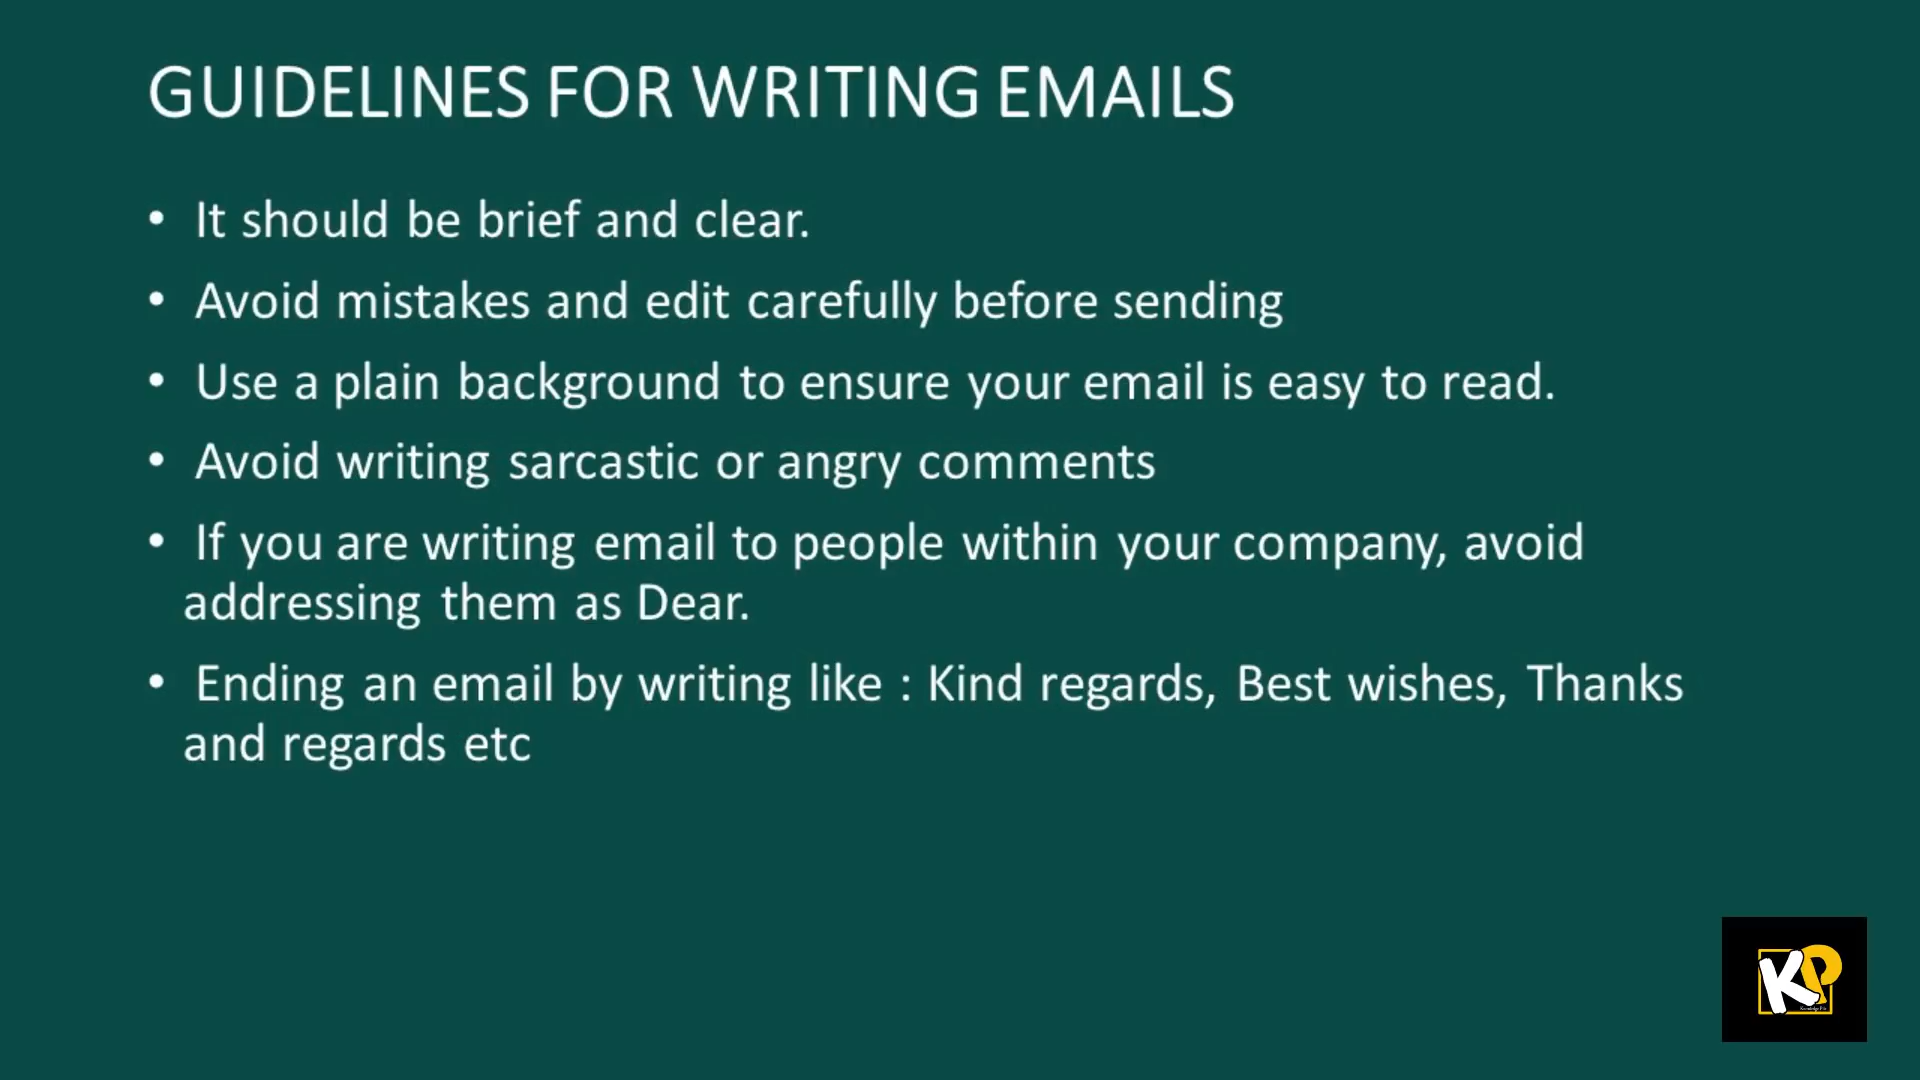 GUIDELINES FOR WRITING EMAILS
• It should be brief and clear.
• Avoid mistakes and edit carefully before sending
• Use a plain background to ensure your email is easy to read.
• Avoid writing sarcastic or angry comments
• If you are writing email to people within your company, avoid
addressing them as Dear.
• Ending an email by writing like : Kind regards, Best wishes, Thanks
and regards etc
KP